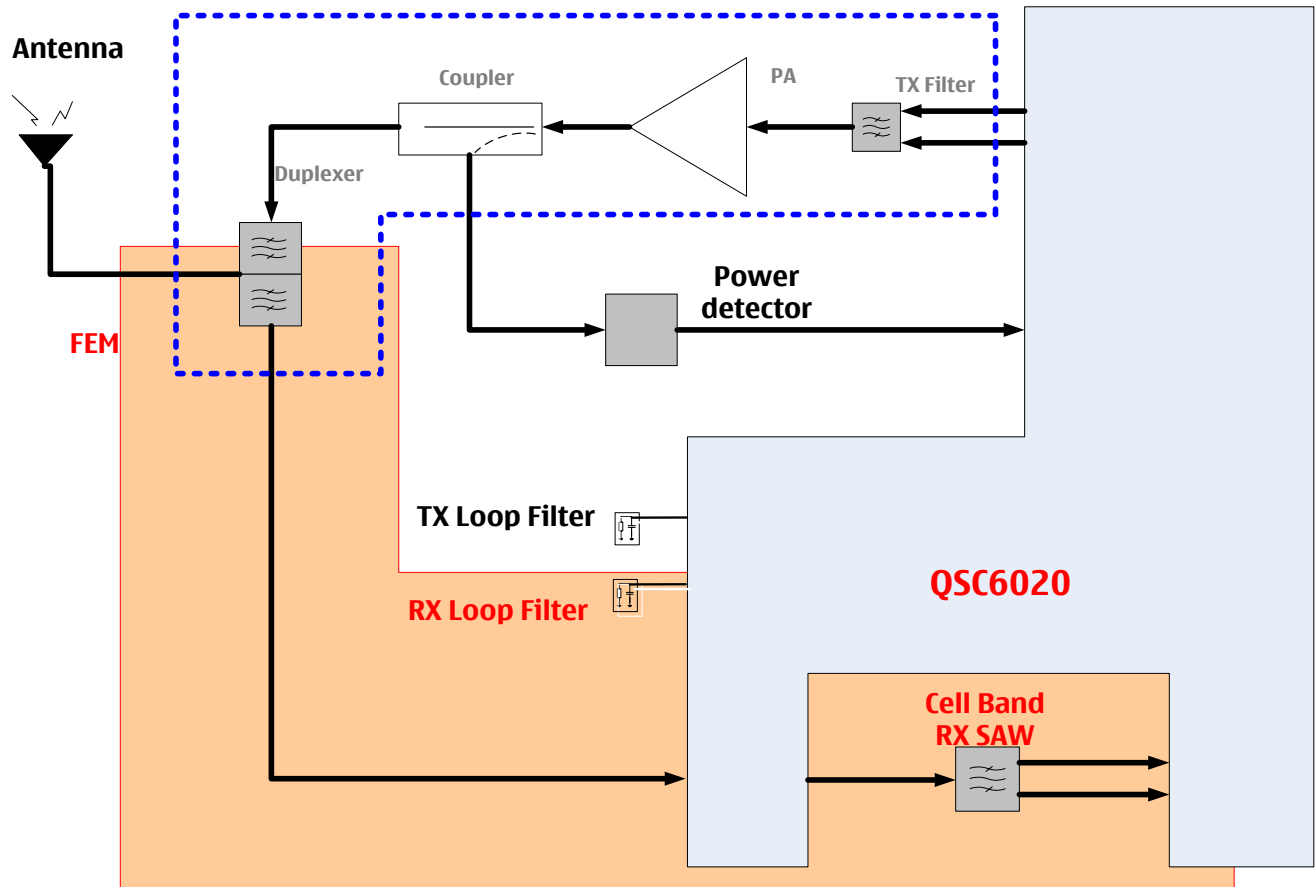 Antenna
Coupler
PA
TX Filter
Duplexer
Power
detector
FEM
TX Loop Filter
RX Loop Filter
QSC6020
Cell Band
RX SAW